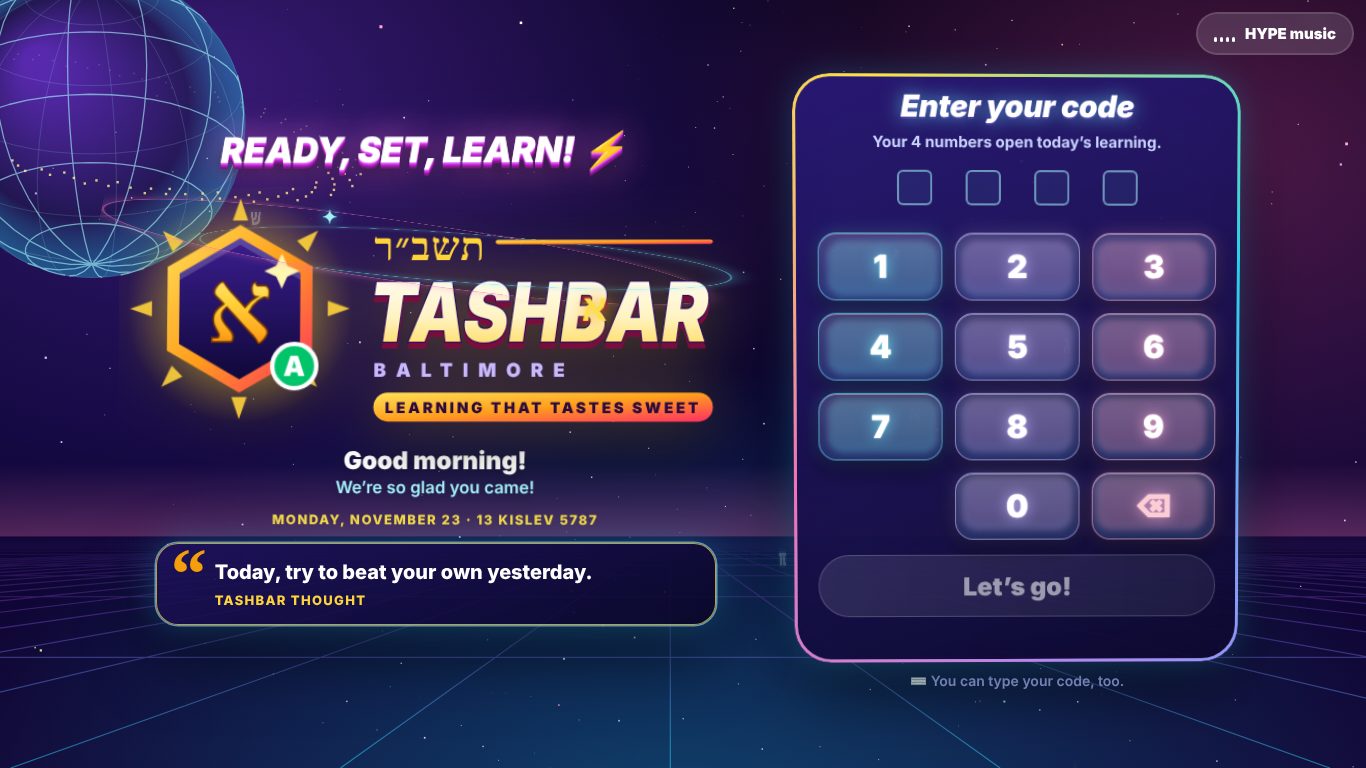 HYPE music
READY, SET, LEARN! ⚡
ש
תשב״ר
א
A
TASHBAR
BALTIMORE
LEARNING THAT TASTES SWEET
Good morning!
We’re so glad you came!
MONDAY, NOVEMBER 23 · 13 KISLEV 5787
“ Today, try to beat your own yesterday.
TASHBAR THOUGHT
Enter your code
Your 4 numbers open today’s learning.
1 2 3
4 5 6
7 8 9
0
Let’s go!
You can type your code, too.